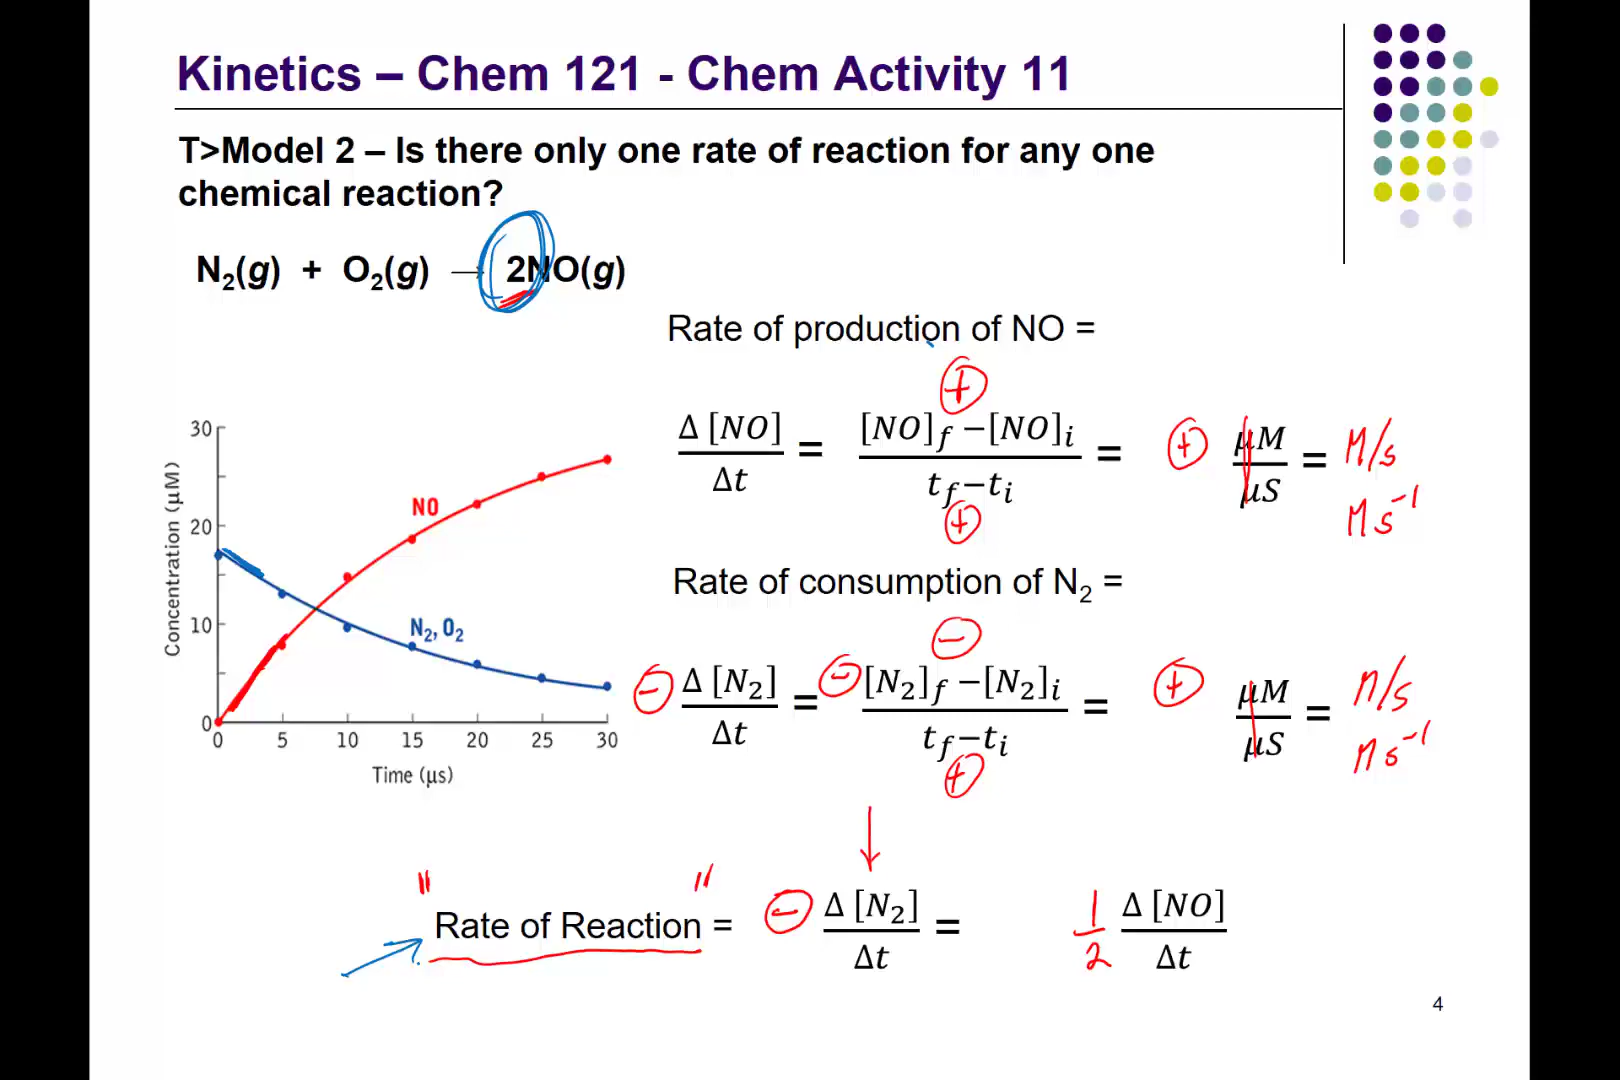 Kinetics – Chem 121 - Chem Activity 11
T>Model 2 – Is there only one rate of reaction for any one
chemical reaction?
N₂(g) + O₂(g) → 2NO(g)
Rate of production of NO =
+
Δ [NO] / Δt = [NO]f −[NO]i / tf−ti = + μM / μS = M/s
+
M s⁻¹
Rate of consumption of N₂ =
−
− Δ [N₂] / Δt = − [N₂]f −[N₂]i / tf−ti = + μM / μS = M/s
+
M s⁻¹
" Rate of Reaction " = − Δ [N₂] / Δt = 1/2 Δ [NO] / Δt
Concentration (μM)
30
20
10
0
NO
N₂, O₂
0 5 10 15 20 25 30
Time (μs)
4